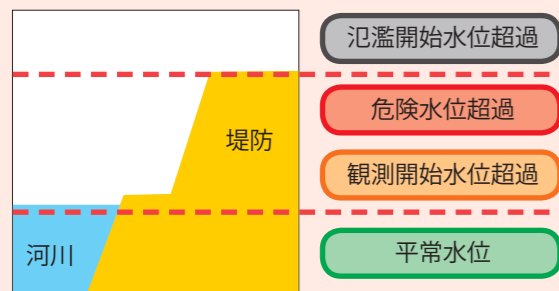 氾濫開始水位超過
危険水位超過
堤防
観測開始水位超過
河川
平常水位